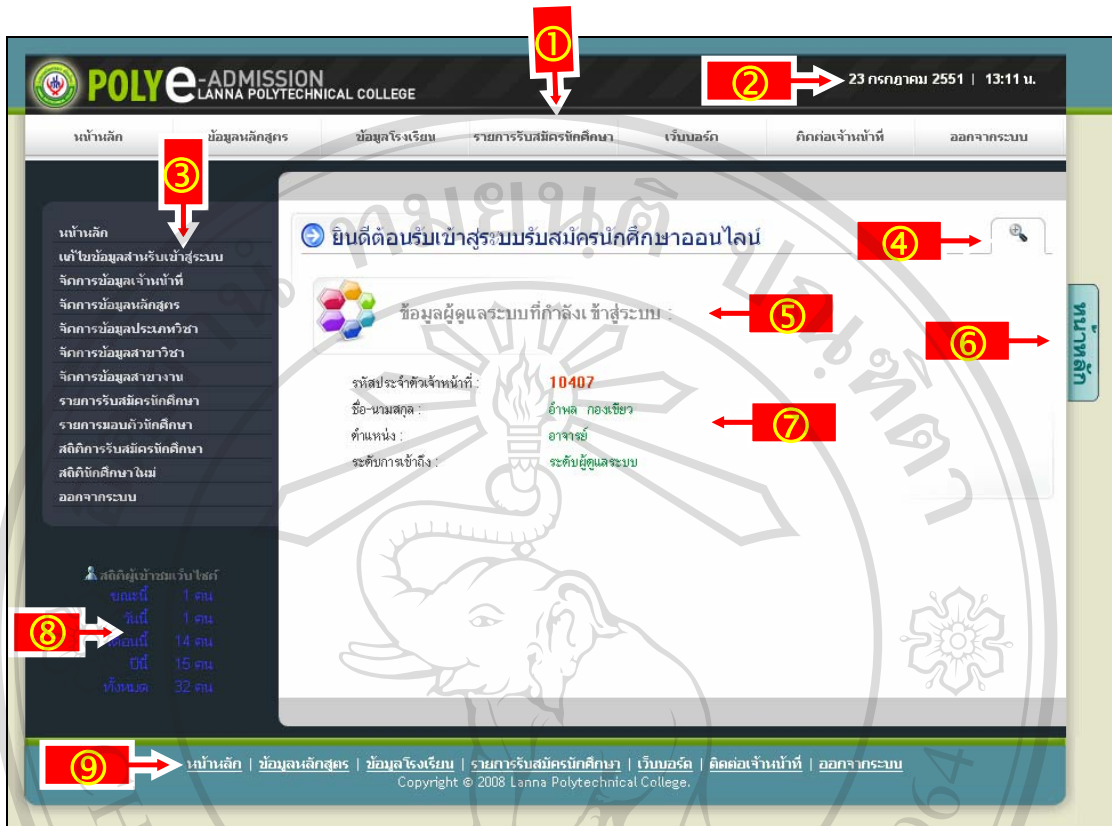 ①
POLY e-ADMISSION
LANNA POLYTECHNICAL COLLEGE
②
23 กรกฎาคม 2551 | 13:11 น.
หน้าหลัก ข้อมูลหลักสูตร ข้อมูลโรงเรียน รายการรับสมัครนักศึกษา เว็บบอร์ด ติดต่อเจ้าหน้าที่ ออกจากระบบ
③
หน้าหลัก
แก้ไขข้อมูลสำหรับเข้าสู่ระบบ
จัดการข้อมูลเจ้าหน้าที่
จัดการข้อมูลหลักสูตร
จัดการข้อมูลประเภทวิชา
จัดการข้อมูลสาขาวิชา
จัดการข้อมูลสาขางาน
รายการรับสมัครนักศึกษา
รายการมอบตัวนักศึกษา
สถิติการรับสมัครนักศึกษา
สถิตินักศึกษาใหม่
ออกจากระบบ
ยินดีต้อนรับเข้าสู่ระบบรับสมัครนักศึกษาออนไลน์
④
ข้อมูลผู้ดูแลระบบที่กำลังเข้าสู่ระบบ :
⑤
⑥
หน้าหลัก
รหัสประจำตัวเจ้าหน้าที่ : 10407
ชื่อ-นามสกุล : อำพล กองเขียว
ตำแหน่ง : อาจารย์
ระดับการเข้าถึง : ระดับผู้ดูแลระบบ
⑦
สถิติผู้เข้าชมเว็บไซต์
ขณะนี้ 1 คน
วันนี้ 1 คน
เดือนนี้ 14 คน
ปีนี้ 15 คน
ทั้งหมด 32 คน
⑧
⑨
หน้าหลัก | ข้อมูลหลักสูตร | ข้อมูลโรงเรียน | รายการรับสมัครนักศึกษา | เว็บบอร์ด | ติดต่อเจ้าหน้าที่ | ออกจากระบบ
Copyright © 2008 Lanna Polytechnical College.